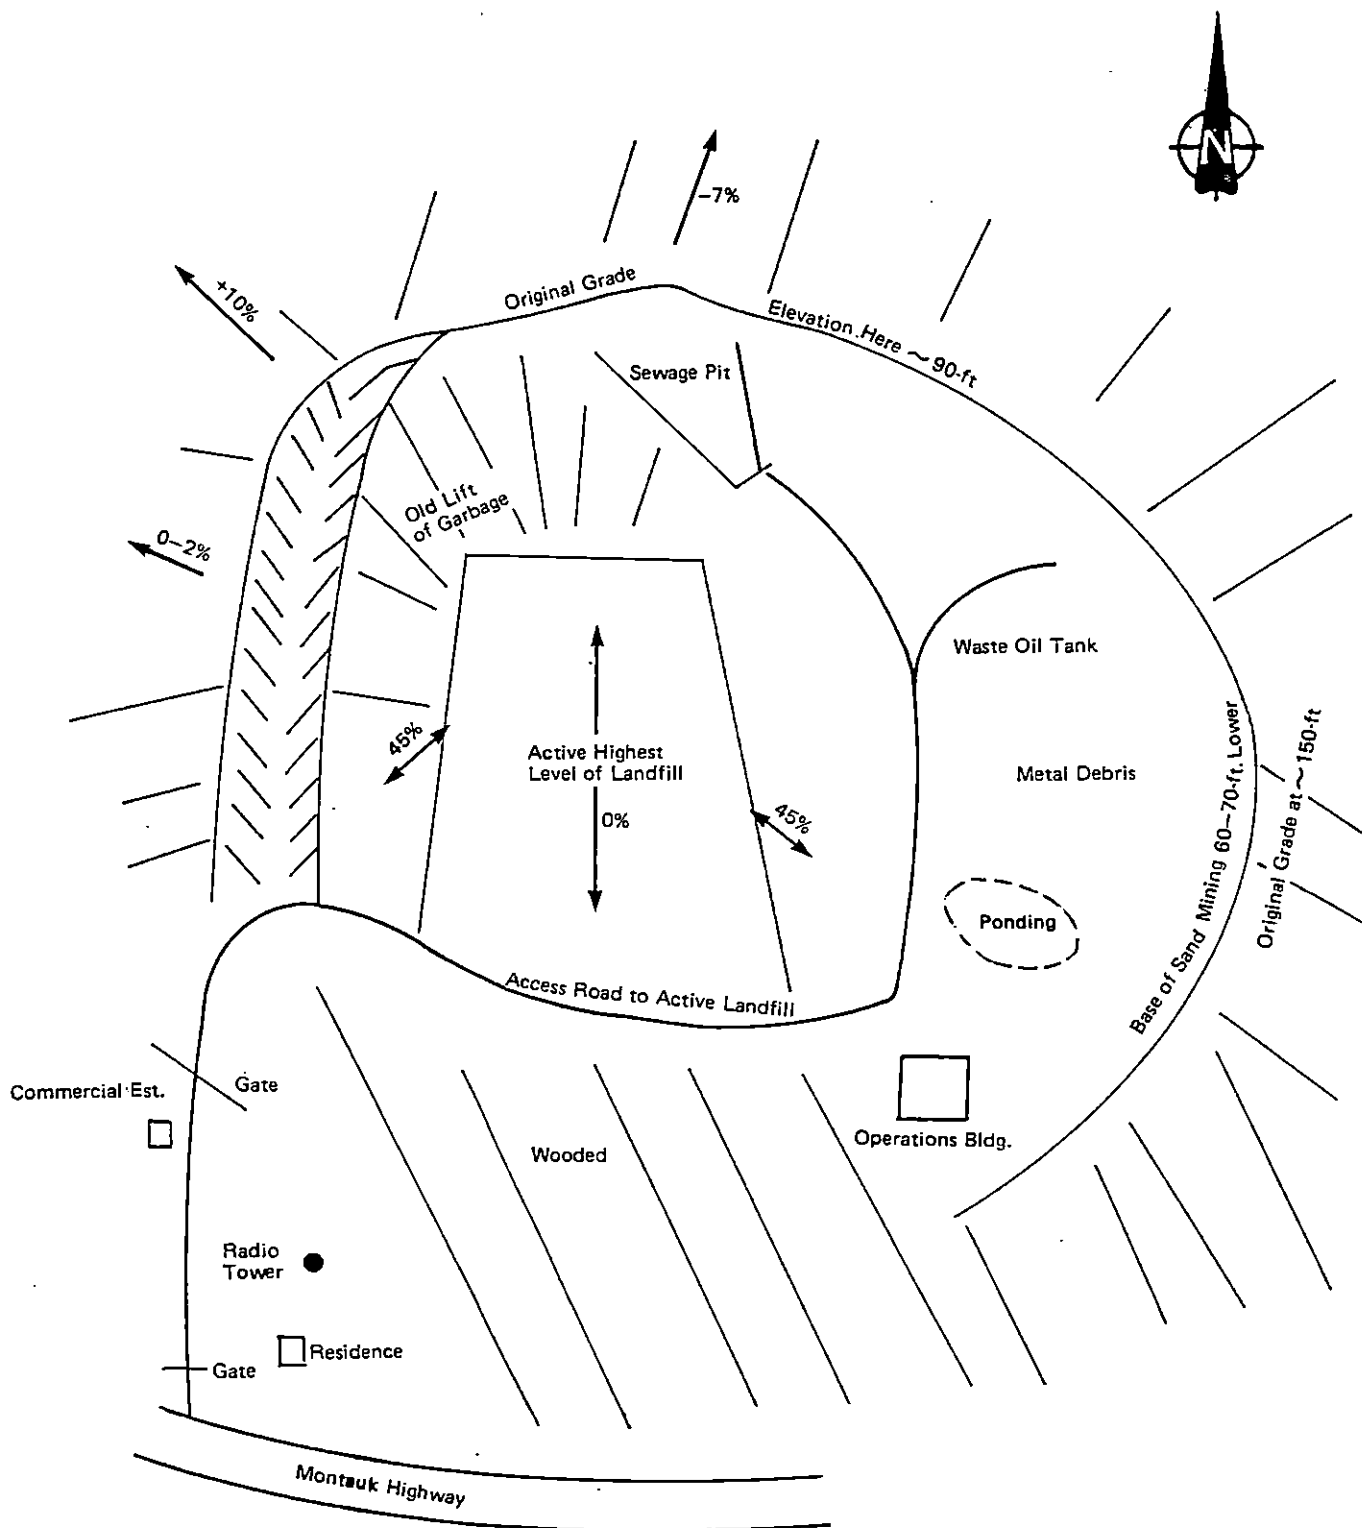 N
-7%
+10%
Original Grade
Elevation Here ~ 90-ft
Sewage Pit
Old Lift
of Garbage
0-2%
Waste Oil Tank
45%
Active Highest
Level of Landfill
Metal Debris
0%
45%
Base of Sand Mining 60-70-ft. Lower
Original Grade at ~ 150-ft
Ponding
Access Road to Active Landfill
Commercial Est.
Gate
Operations Bldg.
Wooded
Radio
Tower
Residence
Gate
Montauk Highway